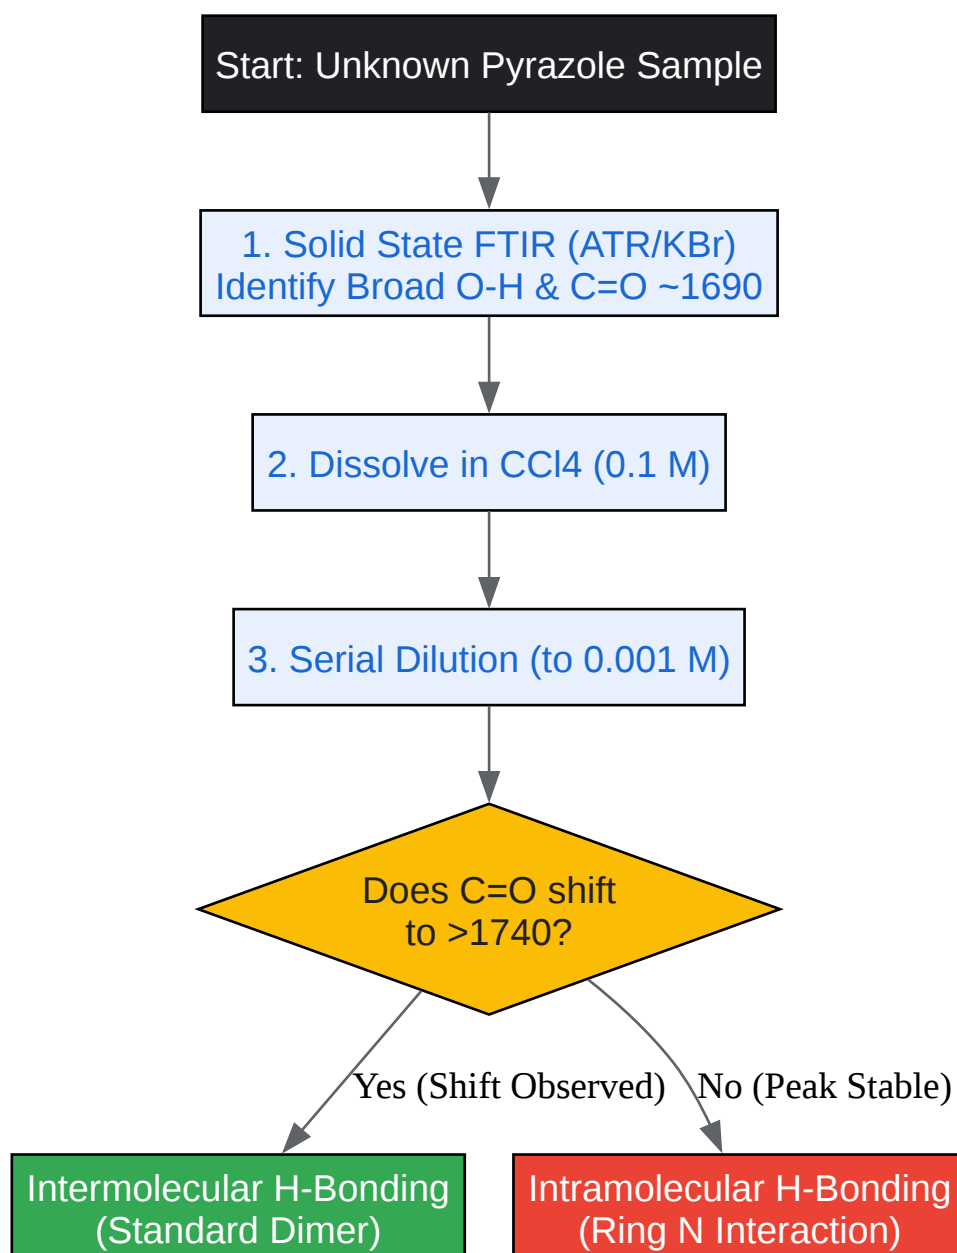 Start: Unknown Pyrazole Sample
1. Solid State FTIR (ATR/KBr)
Identify Broad O-H & C=O ~1690
2. Dissolve in CCl4 (0.1 M)
3. Serial Dilution (to 0.001 M)
Does C=O shift
to >1740?
Yes (Shift Observed)
No (Peak Stable)
Intermolecular H-Bonding
(Standard Dimer)
Intramolecular H-Bonding
(Ring N Interaction)